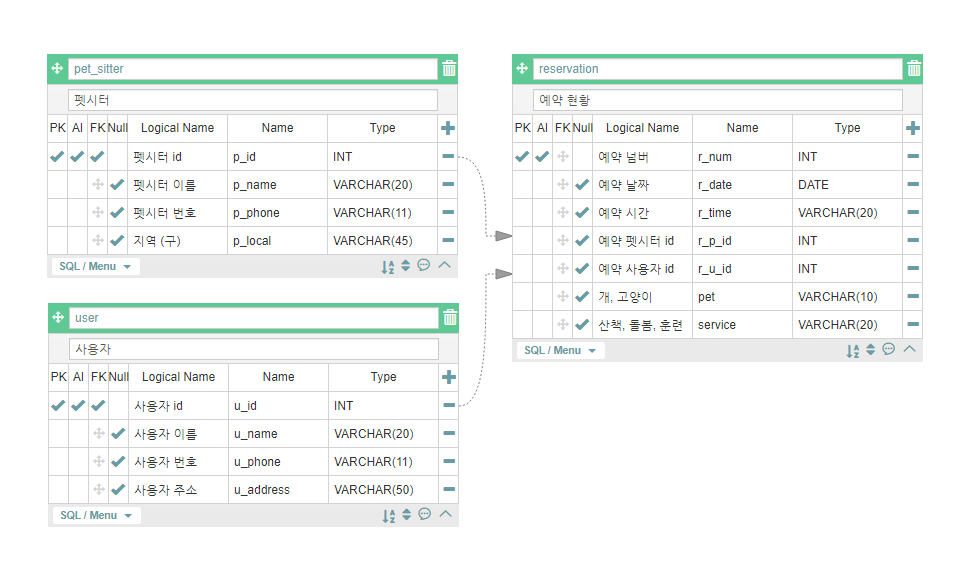 pet_sitter
펫시터
PK AI FK Null Logical Name Name Type
펫시터 id p_id INT
펫시터 이름 p_name VARCHAR(20)
펫시터 번호 p_phone VARCHAR(11)
지역 (구) p_local VARCHAR(45)
SQL / Menu
user
사용자
PK AI FK Null Logical Name Name Type
사용자 id u_id INT
사용자 이름 u_name VARCHAR(20)
사용자 번호 u_phone VARCHAR(11)
사용자 주소 u_address VARCHAR(50)
SQL / Menu
reservation
예약 현황
PK AI FK Null Logical Name Name Type
예약 넘버 r_num INT
예약 날짜 r_date DATE
예약 시간 r_time VARCHAR(20)
예약 펫시터 id r_p_id INT
예약 사용자 id r_u_id INT
개, 고양이 pet VARCHAR(10)
산책, 돌봄, 훈련 service VARCHAR(20)
SQL / Menu